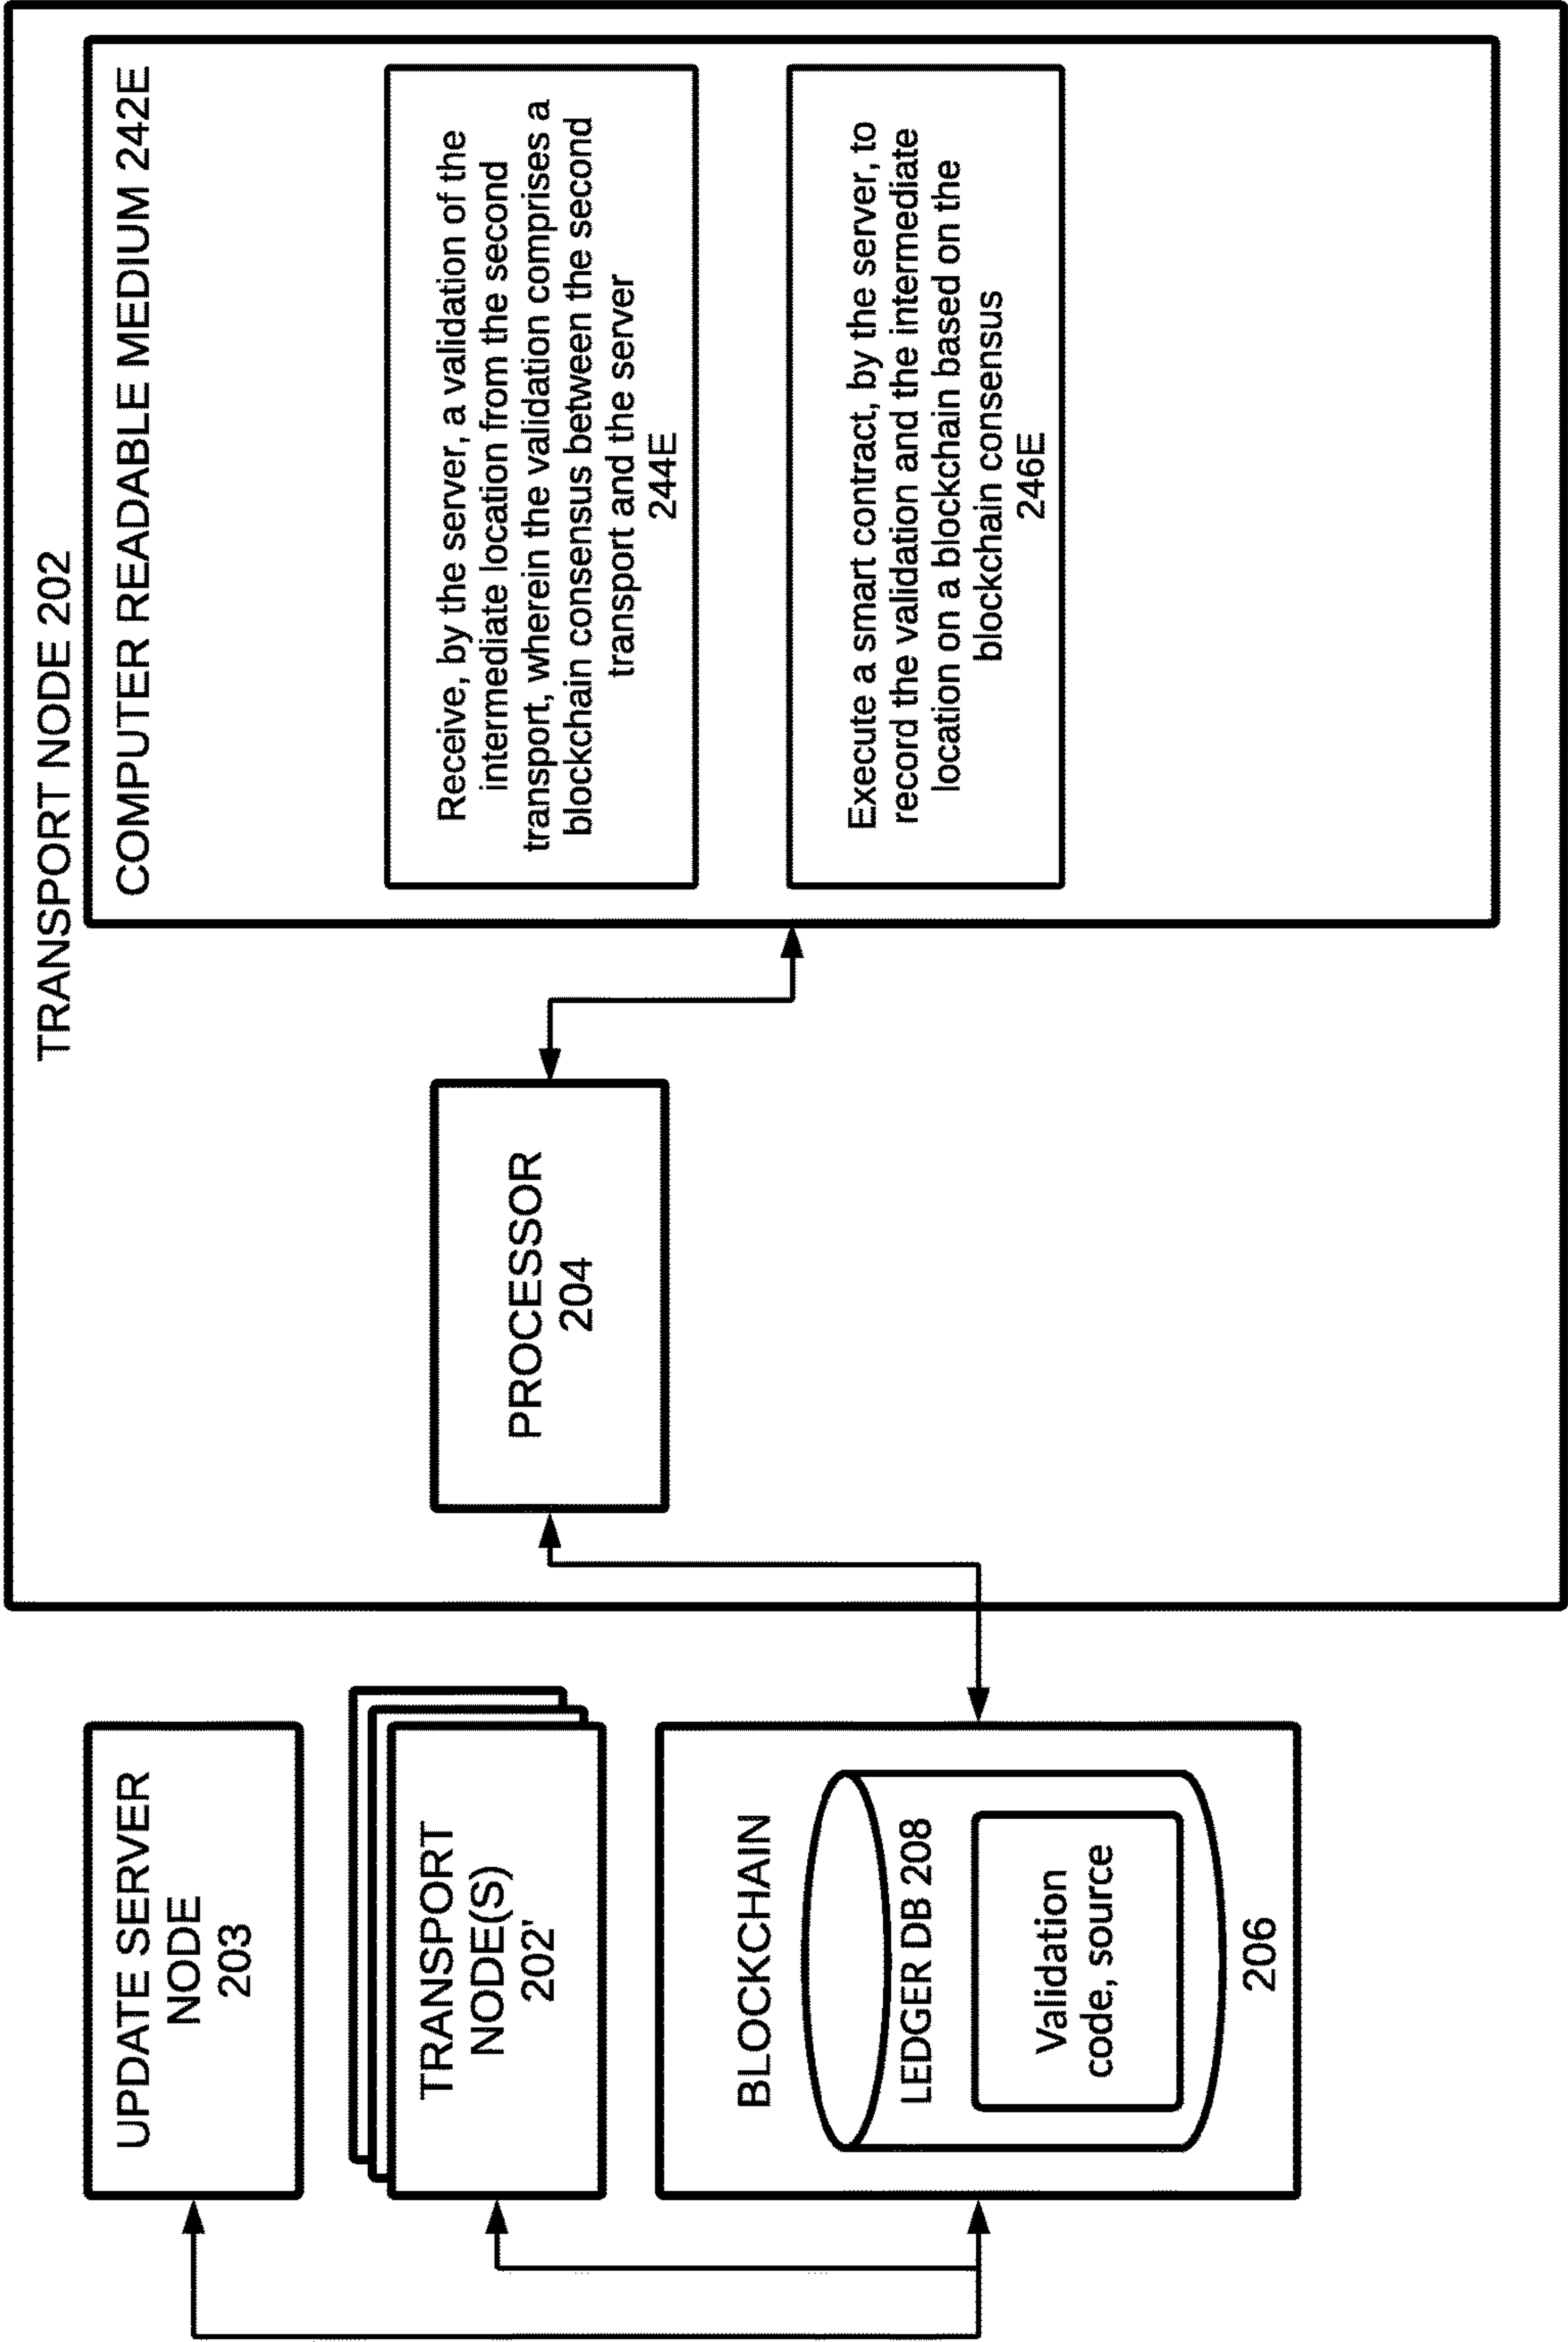 TRANSPORT NODE 202
UPDATE SERVER
NODE
203
TRANSPORT
NODE(S)
202'
BLOCKCHAIN
LEDGER DB 208
Validation
code, source
206
PROCESSOR
204
COMPUTER READABLE MEDIUM 242E
Receive, by the server, a validation of the
intermediate location from the second
transport, wherein the validation comprises a
blockchain consensus between the second
transport and the server
244E
Execute a smart contract, by the server, to
record the validation and the intermediate
location on a blockchain based on the
blockchain consensus
246E